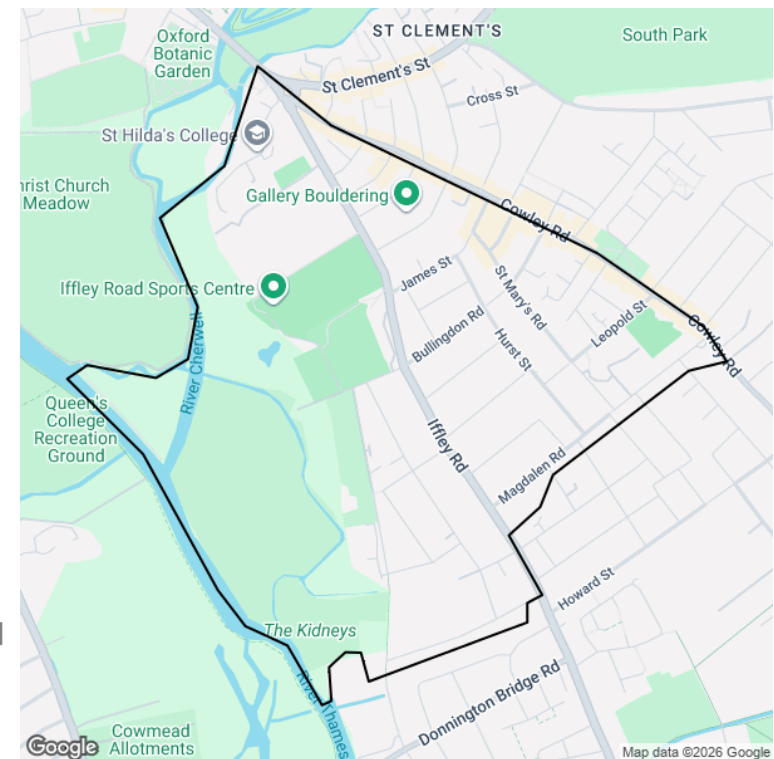 ST CLEMENT'S
South Park
Oxford
Botanic
Garden
St Clement's St
Cross St
St Hilda's College
Gallery Bouldering
hrist Church
Meadow
Cowley Rd
James St
Iffley Road Sports Centre
St Mary's Rd
Leopold St
Bullingdon Rd
Hurst St
Cowley Rd
River Cherwell
Queen's
College
Recreation
Ground
Iffley Rd
Magdalen Rd
Howard St
The Kidneys
Donnington Bridge Rd
River Thames
Cowmead
Allotments
Google
Map data ©2026 Google